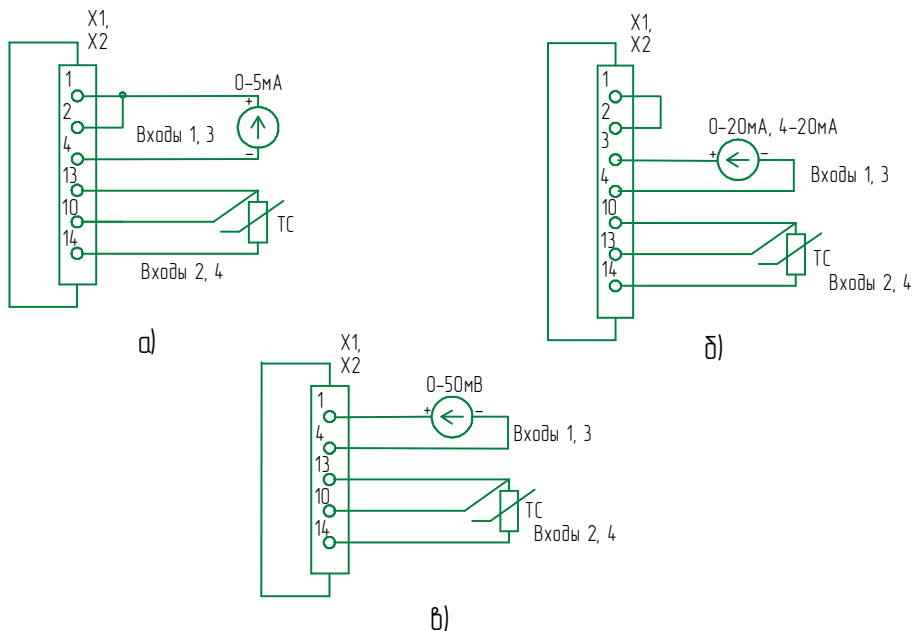 X1,
X2
1
2
4
13
10
14
0-5мА
+
−
Входы 1, 3
ТС
Входы 2, 4
а)
X1,
X2
1
2
3
4
10
13
14
0-20мА, 4-20мА
+
−
Входы 1, 3
ТС
Входы 2, 4
б)
X1,
X2
1
4
13
10
14
0-50мВ
+
−
Входы 1, 3
ТС
Входы 2, 4
в)